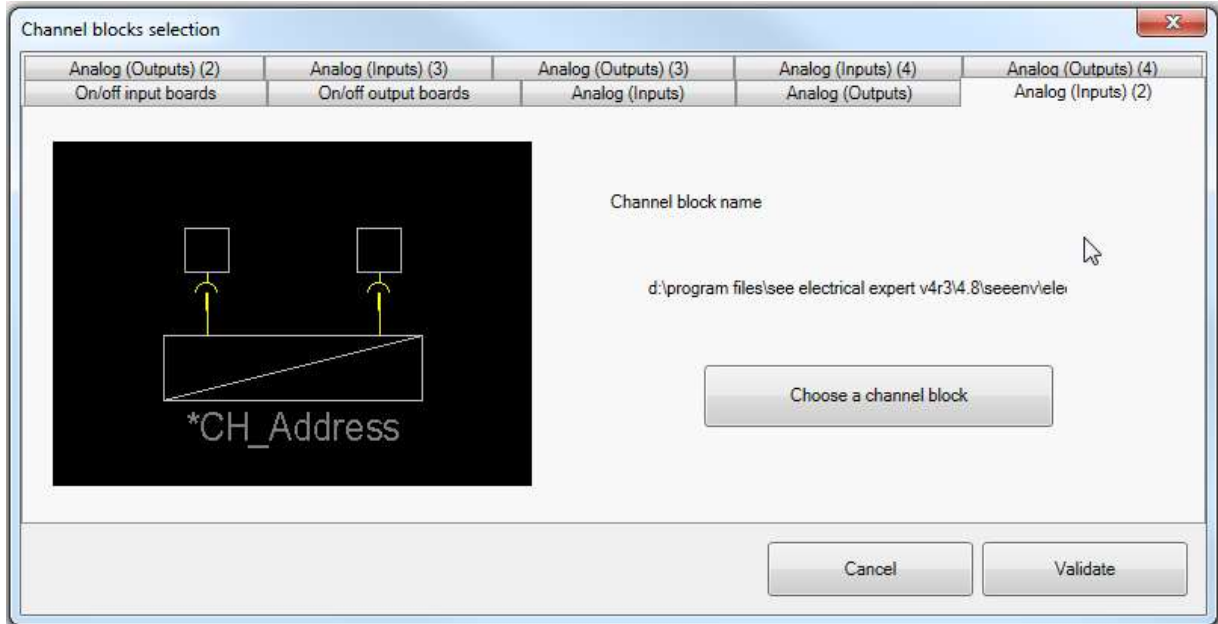 Channel blocks selection
Analog (Outputs) (2) Analog (Inputs) (3) Analog (Outputs) (3) Analog (Inputs) (4) Analog (Outputs) (4)
On/off input boards On/off output boards Analog (Inputs) Analog (Outputs) Analog (Inputs) (2)
Channel block name
d:\program files\see electrical expert v4r3\4.8\seeenv\elec
Choose a channel block
*CH_Address
Cancel Validate